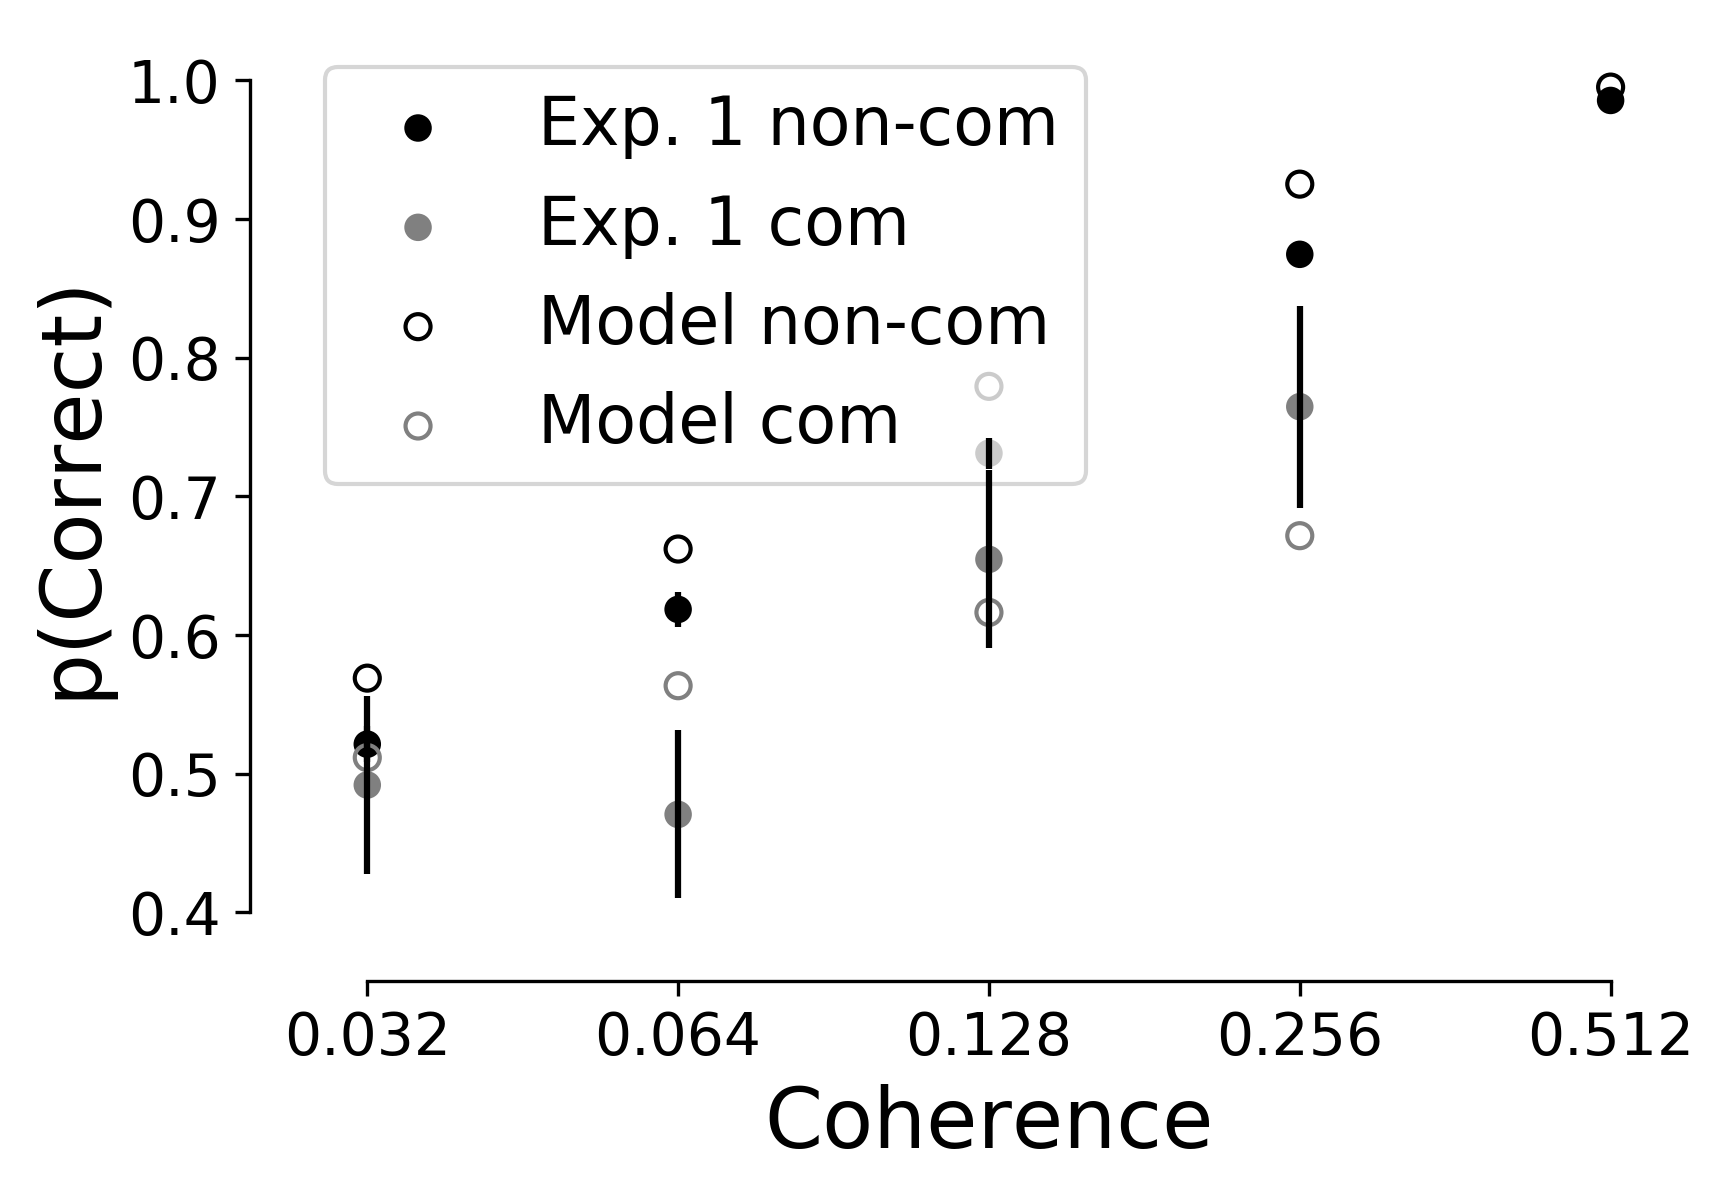 1.0
0.9
0.8
0.7
0.6
0.5
0.4
p(Correct)
Exp. 1 non-com
Exp. 1 com
Model non-com
Model com
0.032 0.064 0.128 0.256 0.512
Coherence